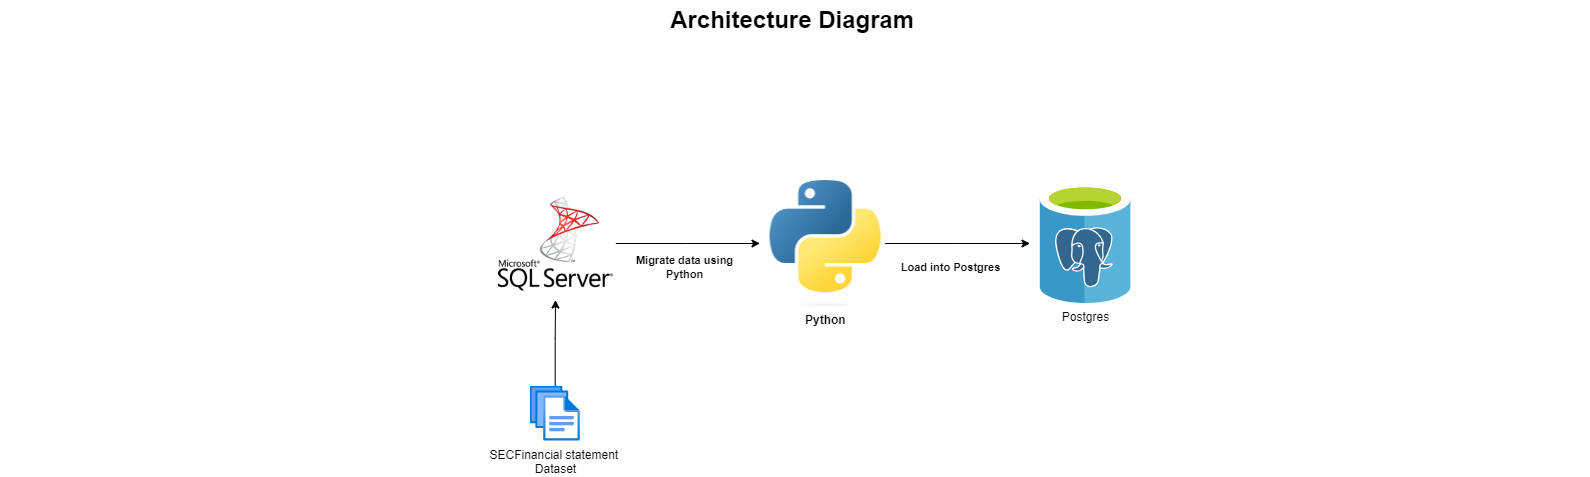 Architecture Diagram
Microsoft®
SQL Server
Migrate data using
Python
Load into Postgres
Python
Postgres
SECFinancial statement
Dataset